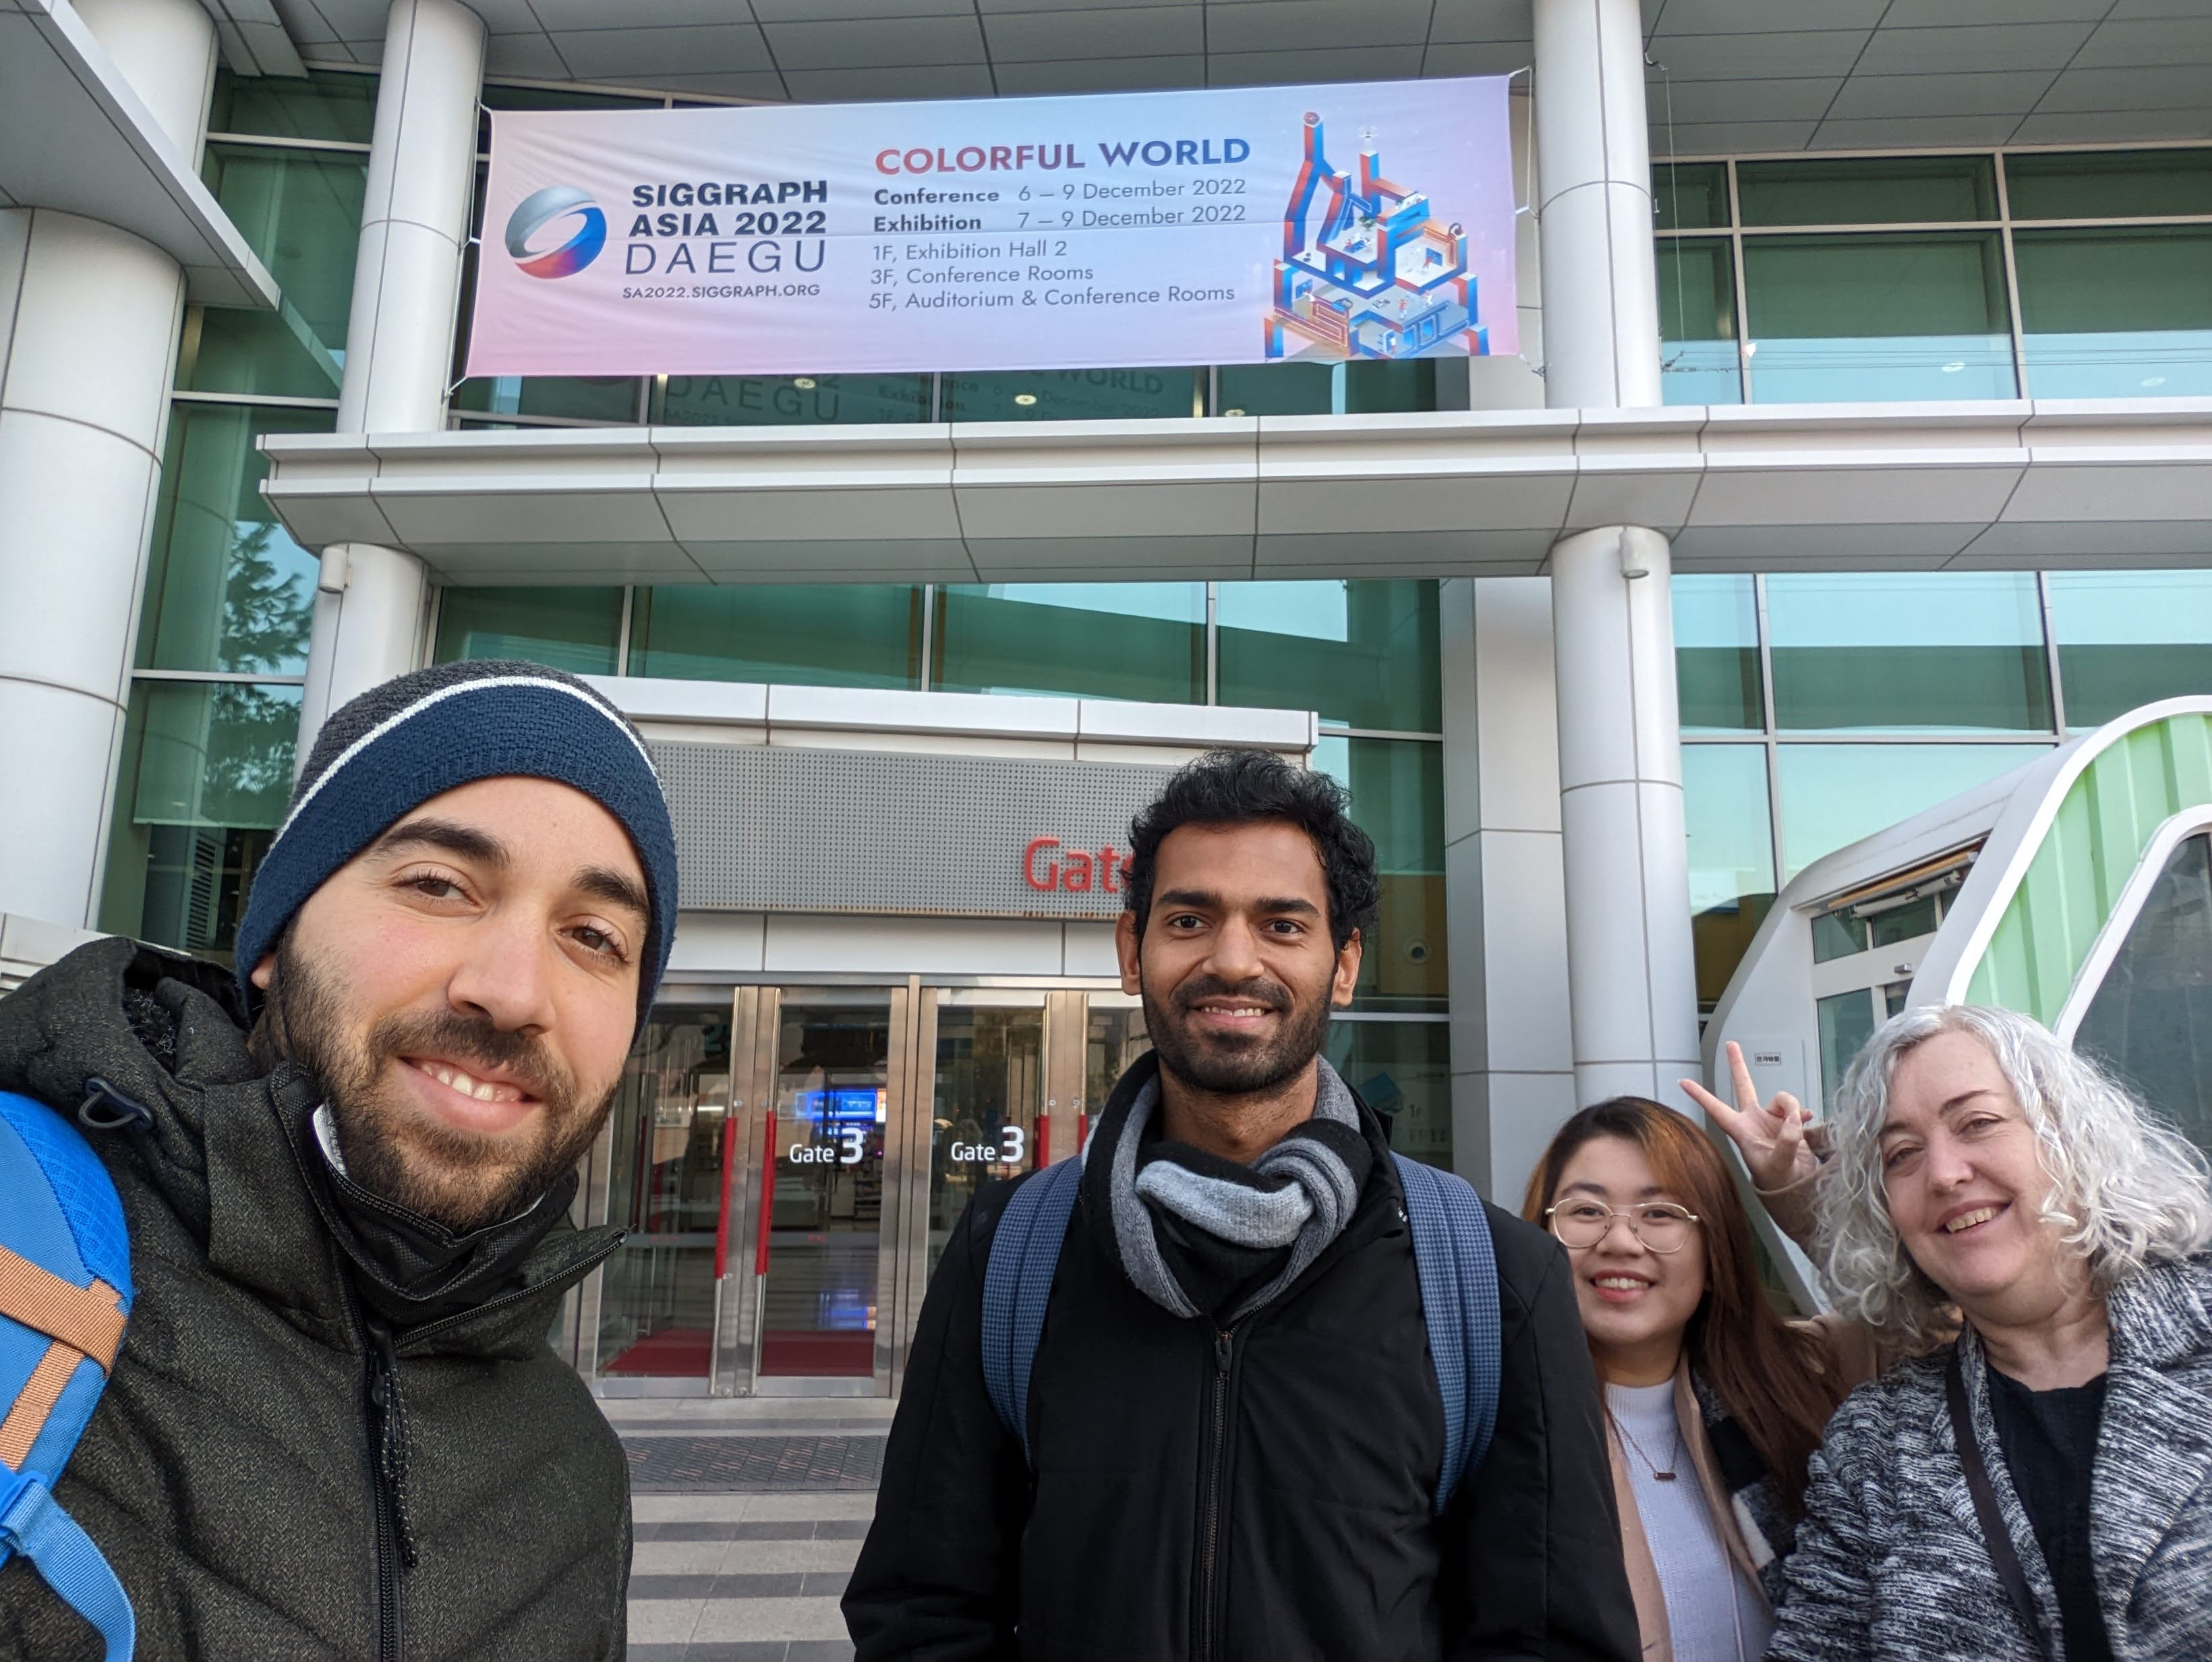 SIGGRAPH
ASIA 2022
DAEGU
SA2022.SIGGRAPH.ORG
COLORFUL WORLD
Conference 6 – 9 December 2022
Exhibition 7 – 9 December 2022
1F, Exhibition Hall 2
3F, Conference Rooms
5F, Auditorium & Conference Rooms
Gate
Gate 3
Gate 3